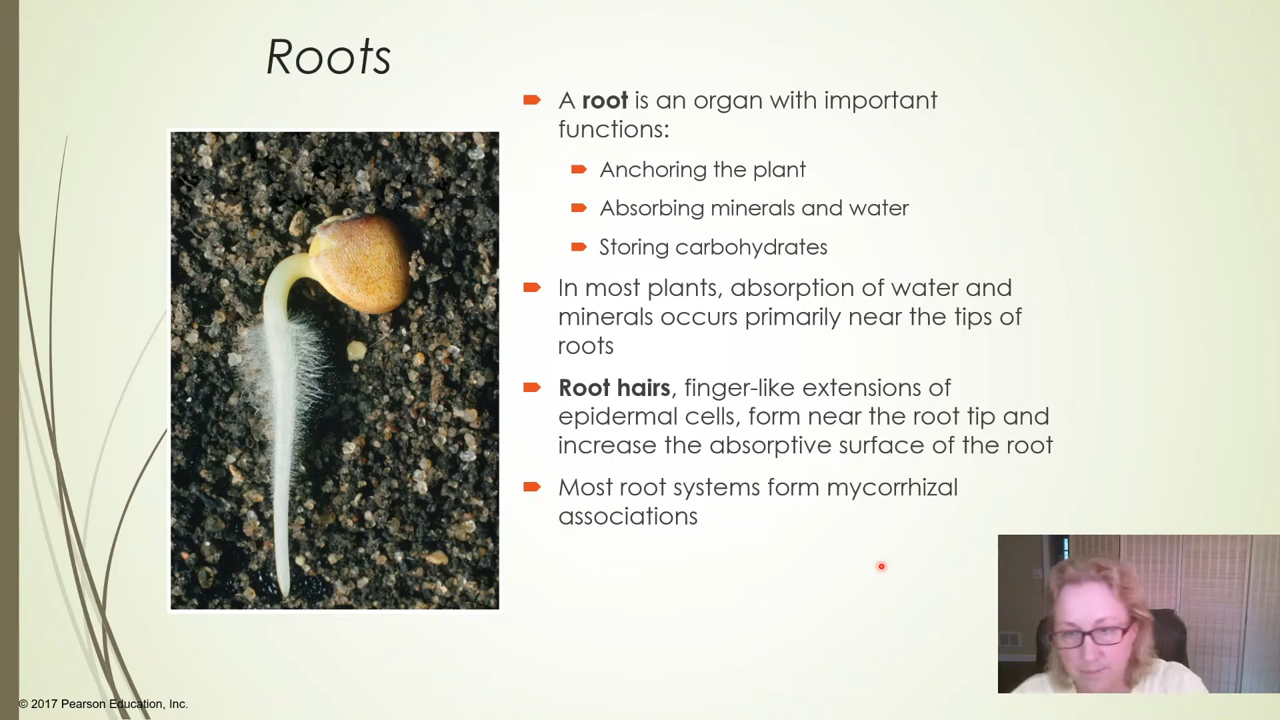 Roots
A root is an organ with important
functions:
Anchoring the plant
Absorbing minerals and water
Storing carbohydrates
In most plants, absorption of water and
minerals occurs primarily near the tips of
roots
Root hairs, finger-like extensions of
epidermal cells, form near the root tip and
increase the absorptive surface of the root
Most root systems form mycorrhizal
associations
© 2017 Pearson Education, Inc.